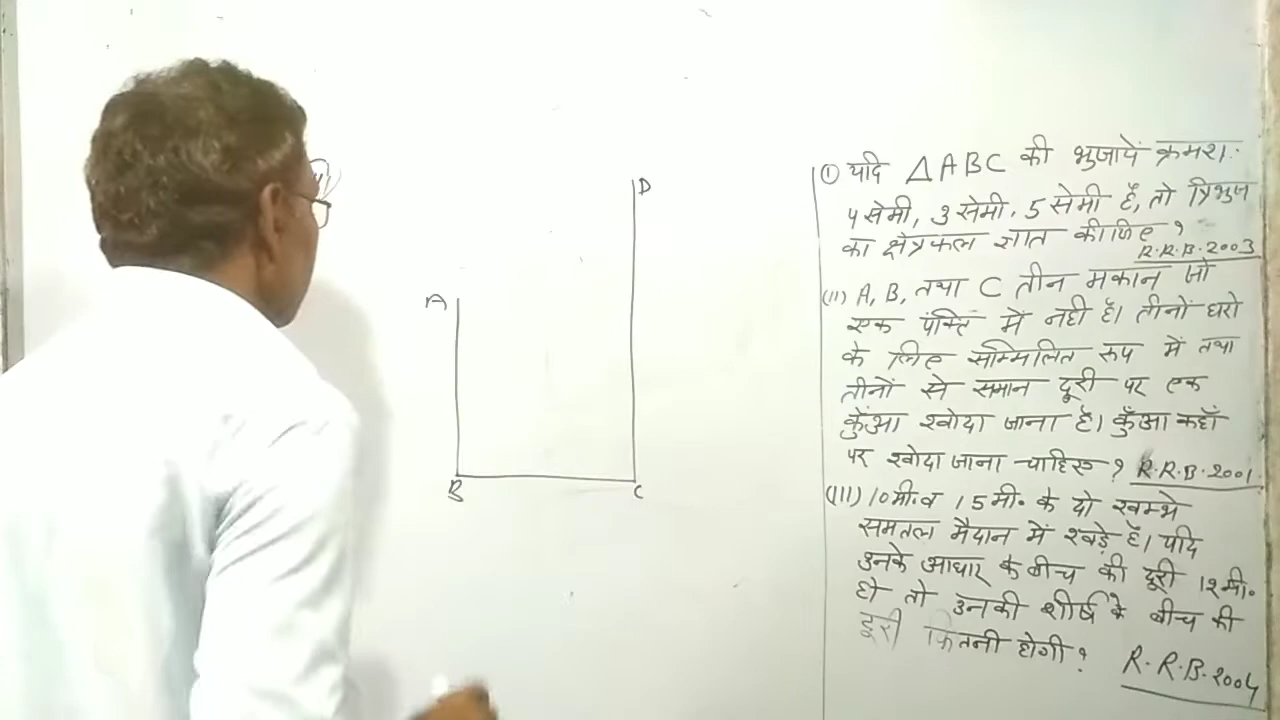 A
D
B
C
① यदि △ABC की भुजायें क्रमश:
4 सेमी, 3 सेमी, 5 सेमी हैं, तो त्रिभुज
का क्षेत्रफल ज्ञात कीजिए ?
R.R.B.2003
(II) A, B, तथा C तीन मकान जो
एक पंक्ति में नही हैं। तीनों घरो
के लिए सम्मिलित रुप में तथा
तीनों से समान दूरी पर एक
कुँआ खोदा जाना है। कुँआ कहाँ
पर खोदा जाना चाहिए ? R.R.B.2001.
(III) 10 मी.व 15 मी. के दो खम्भे
समतल मैदान में खड़े हैं। यदि
उनके आधार के बीच की दूरी 12 मी.
हो तो उनकी शीर्ष के बीच की
दूरी कितनी होगी ?
R.R.B.2004